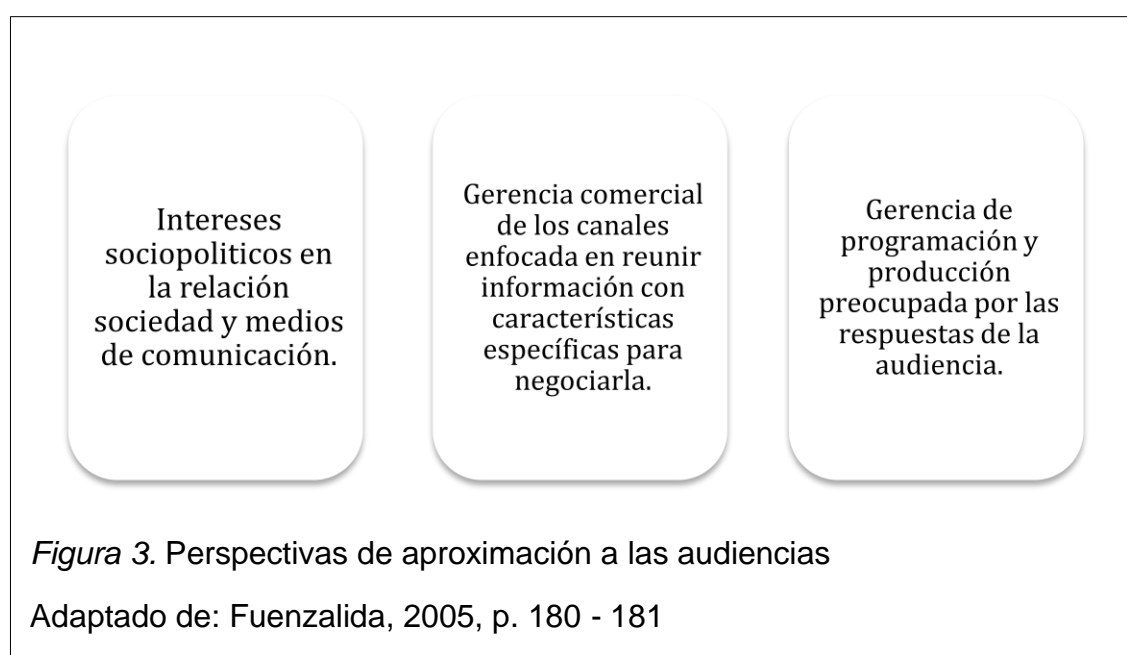 Intereses
sociopoliticos en
la relación
sociedad y medios
de comunicación.
Gerencia comercial
de los canales
enfocada en reunir
información con
características
específicas para
negociarla.
Gerencia de
programación y
producción
preocupada por las
respuestas de la
audiencia.
Figura 3. Perspectivas de aproximación a las audiencias
Adaptado de: Fuenzalida, 2005, p. 180 - 181